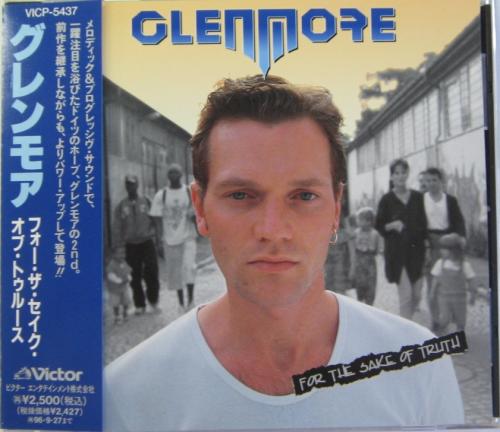 VICP-5437
グレンモア
フォー・ザ・セイク・
オブ・トゥルース
メロディック&プログレッシヴ・サウンドで、
一躍注目を浴びたドイツのホープ、グレンモアの2nd。
前作を継承しながらも、よりパワー・アップして登場!!
Victor
ビクター エンタテインメント株式会社
¥2,500(税込)
(税抜価格¥2,427)
96-9-27まで
GLENMORE
FOR THE SAKE OF TRUTH